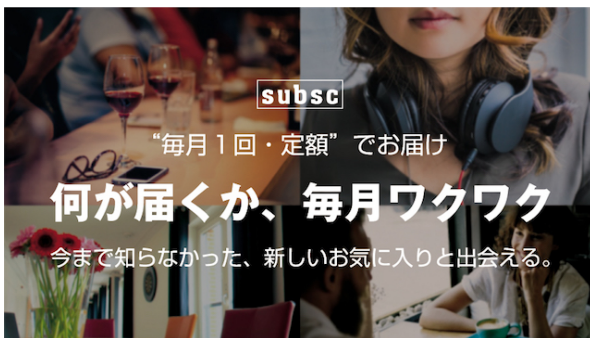 subsc
“毎月１回・定額”でお届け
何が届くか、毎月ワクワク
今まで知らなかった、新しいお気に入りと出会える。